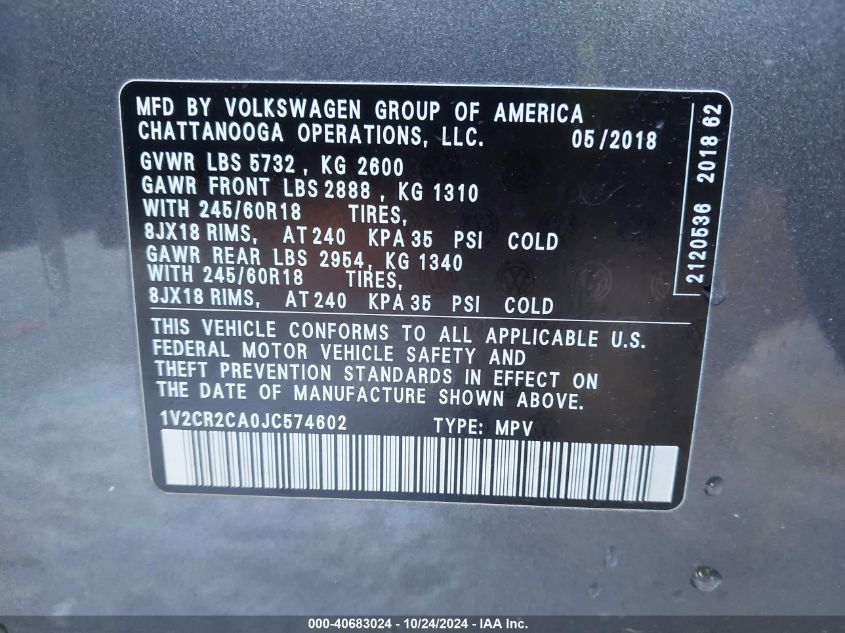 MFD BY VOLKSWAGEN GROUP OF AMERICA
CHATTANOOGA OPERATIONS, LLC. 05/2018
GVWR LBS 5732 , KG 2600
GAWR FRONT LBS 2888 , KG 1310
WITH 245/60R18 TIRES,
8JX18 RIMS, AT 240 KPA 35 PSI COLD
GAWR REAR LBS 2954, KG 1340
WITH 245/60R18 TIRES,
8JX18 RIMS, AT 240 KPA 35 PSI COLD
THIS VEHICLE CONFORMS TO ALL APPLICABLE U.S.
FEDERAL MOTOR VEHICLE SAFETY AND
THEFT PREVENTION STANDARDS IN EFFECT ON
THE DATE OF MANUFACTURE SHOWN ABOVE.
1V2CR2CA0JC574602 TYPE: MPV
2120536 2018 62
000-40683024 - 10/24/2024 - IAA Inc.